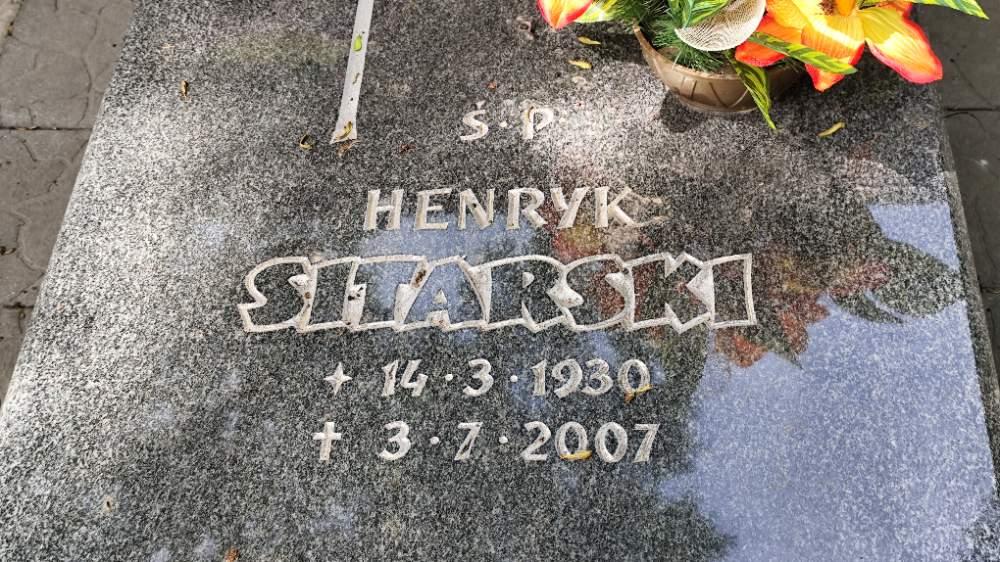 Ś.P.
HENRYK
SITARSKI
14.3.1930
✝ 3.7.2007